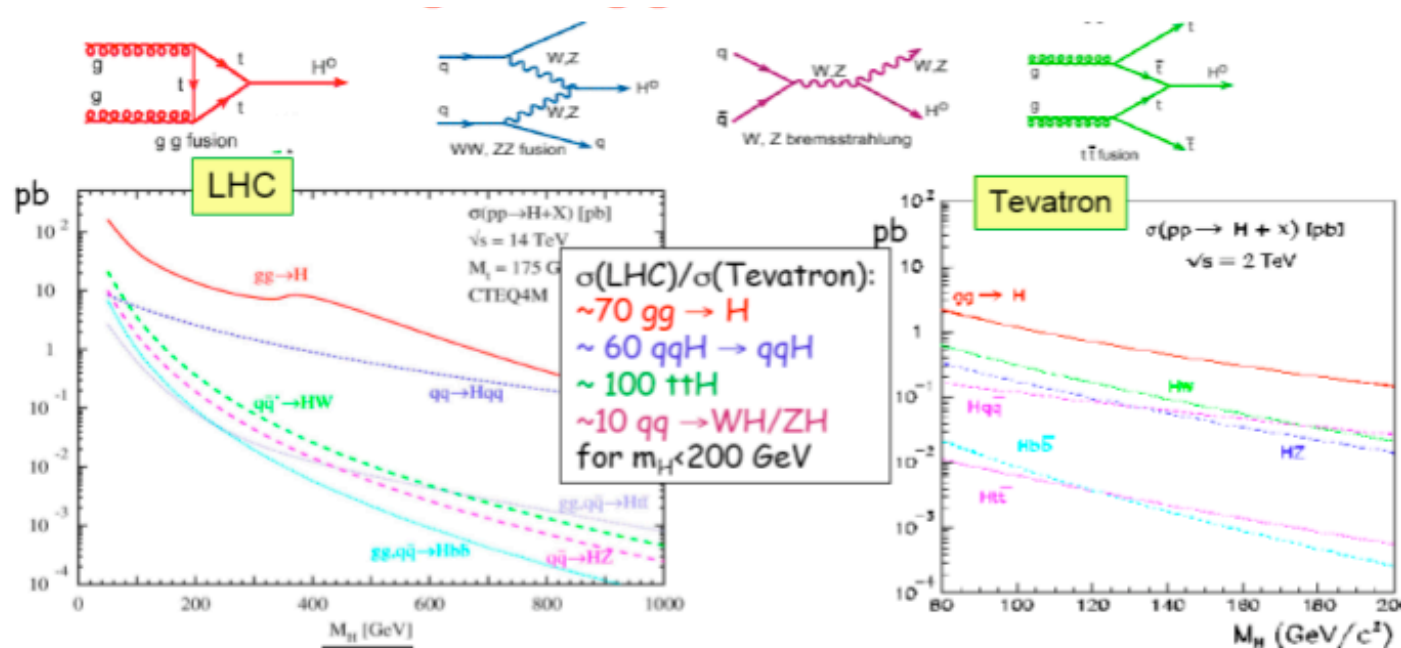 g
g
t
t
t
H⁰
g g fusion
q
q
W,Z
W,Z
H⁰
q
WW, ZZ fusion
q
q̄
W,Z
W,Z
H⁰
W, Z bremsstrahlung
g
g
t
t̄
t
H⁰
t̄
tt̄ fusion
LHC
pb
σ(pp→H+X) [pb]
√s = 14 TeV
M_t = 175 G
CTEQ4M
gg→H
qq→Hqq
qq̄'→HW
gg,qq̄→Htt̄
gg,qq̄→Hbb̄
qq̄→HZ
10²
10
1
10⁻¹
10⁻²
10⁻³
10⁻⁴
0 200 400 600 800 1000
M_H [GeV]
σ(LHC)/σ(Tevatron):
~70 gg → H
~ 60 qqH → qqH
~ 100 ttH
~10 qq →WH/ZH
for m_H<200 GeV
Tevatron
pb
σ(pp→ H + x) [pb]
√s = 2 TeV
gg → H
HW
Hqq̄
HZ
Hbb̄
Htt̄
10²
10
1
10⁻¹
10⁻²
10⁻³
10⁻⁴
80 100 120 140 160 180 20
M_H (GeV/c²)